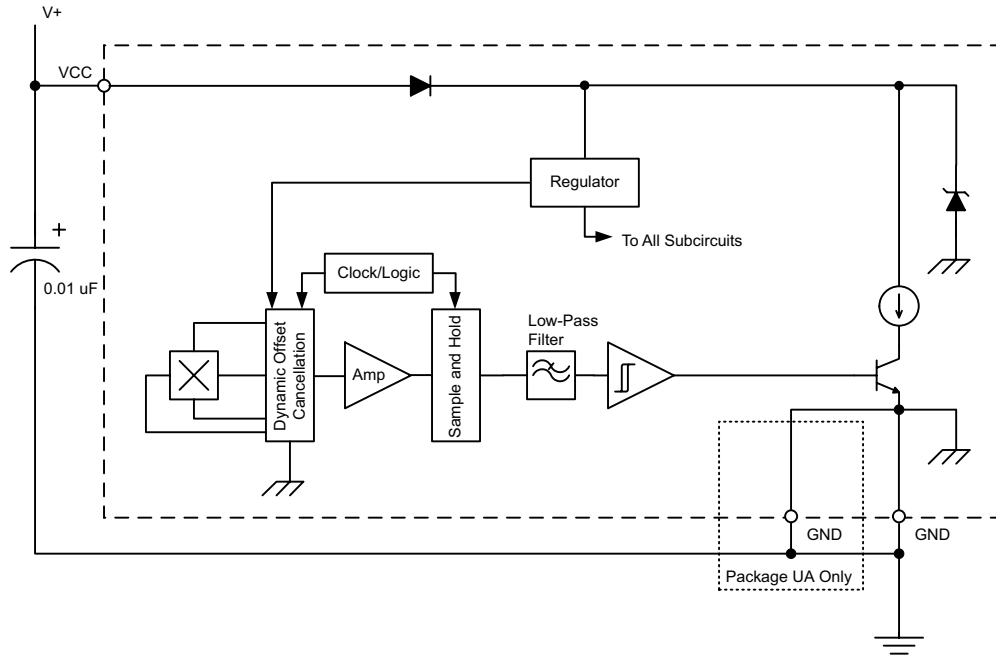 V+
VCC
Regulator
To All Subcircuits
Clock/Logic
+
0.01 uF
Dynamic Offset
Cancellation
Amp
Sample and Hold
Low-Pass
Filter
GND
GND
Package UA Only